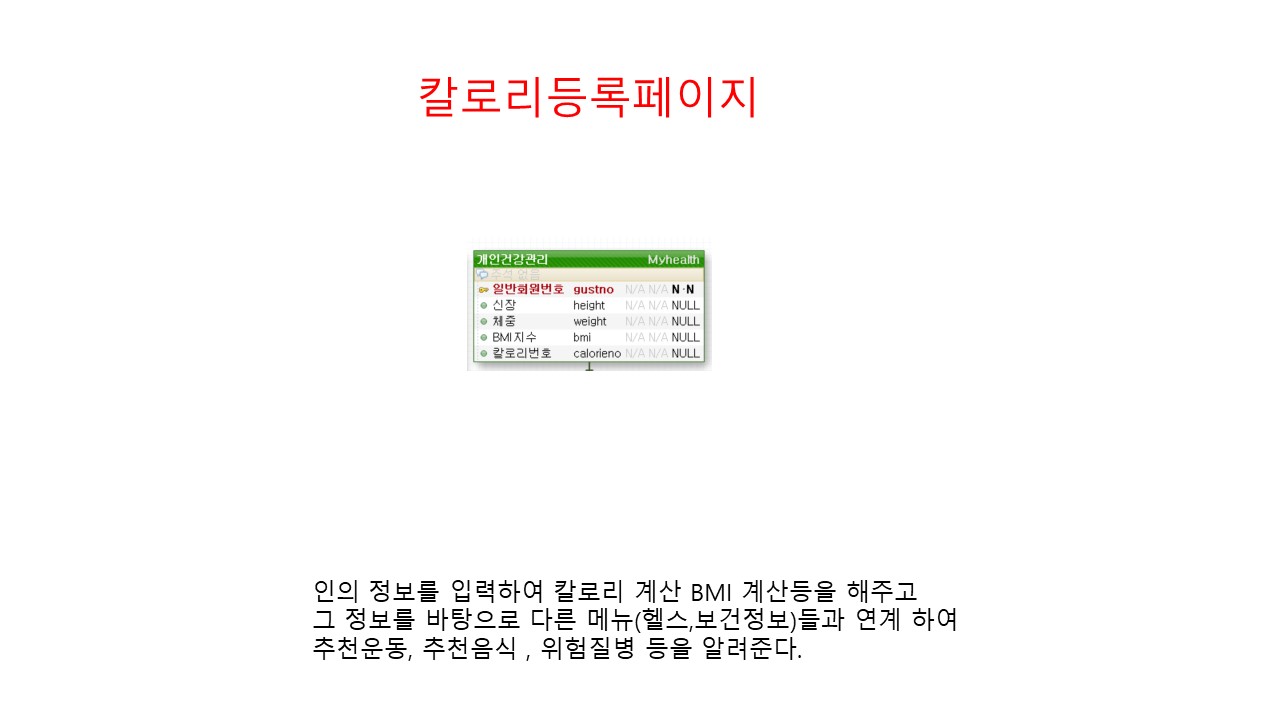 칼로리등록페이지
개인건강관리 Myhealth
주석 없음
일반회원번호 gustno N/A N/A N·N
신장 height N/A N/A NULL
체중 weight N/A N/A NULL
BMI지수 bmi N/A N/A NULL
칼로리번호 calorieno N/A N/A NULL
인의 정보를 입력하여 칼로리 계산 BMI 계산등을 해주고
그 정보를 바탕으로 다른 메뉴(헬스,보건정보)들과 연계 하여
추천운동, 추천음식 , 위험질병 등을 알려준다.